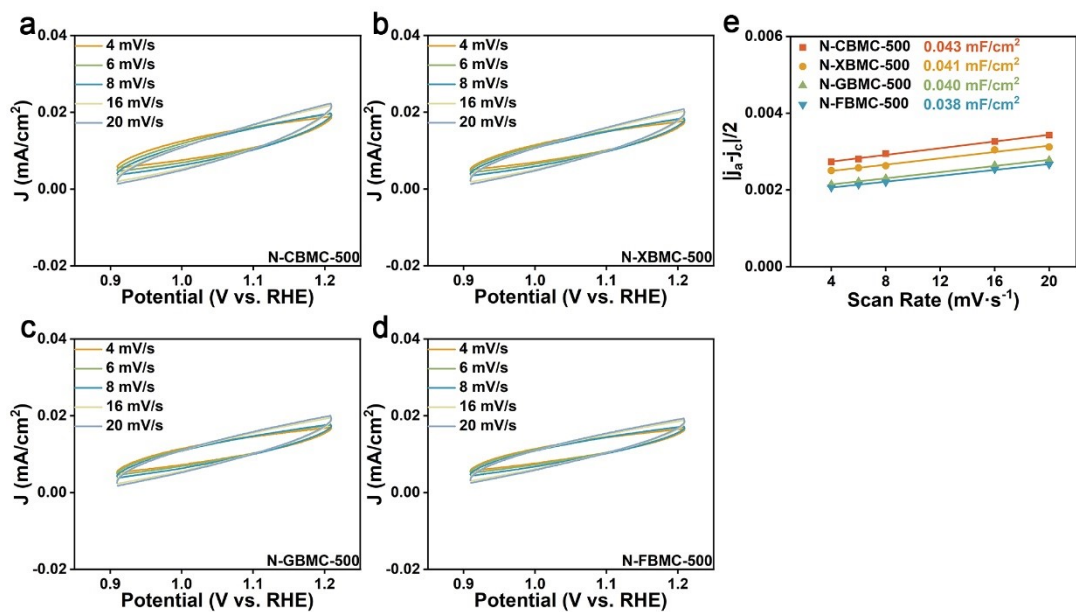 a
4 mV/s
6 mV/s
8 mV/s
16 mV/s
20 mV/s
0.04
0.02
0.00
-0.02
J (mA/cm²)
0.9 1.0 1.1 1.2
Potential (V vs. RHE)
N-CBMC-500
b
4 mV/s
6 mV/s
8 mV/s
16 mV/s
20 mV/s
0.04
0.02
0.00
-0.02
J (mA/cm²)
0.9 1.0 1.1 1.2
Potential (V vs. RHE)
N-XBMC-500
e
N-CBMC-500 0.043 mF/cm²
N-XBMC-500 0.041 mF/cm²
N-GBMC-500 0.040 mF/cm²
N-FBMC-500 0.038 mF/cm²
0.006
0.004
0.002
0.000
|jₐ-j꜀|/2
4 8 12 16 20
Scan Rate (mV·s⁻¹)
c
4 mV/s
6 mV/s
8 mV/s
16 mV/s
20 mV/s
0.04
0.02
0.00
-0.02
J (mA/cm²)
0.9 1.0 1.1 1.2
Potential (V vs. RHE)
N-GBMC-500
d
4 mV/s
6 mV/s
8 mV/s
16 mV/s
20 mV/s
0.04
0.02
0.00
-0.02
J (mA/cm²)
0.9 1.0 1.1 1.2
Potential (V vs. RHE)
N-FBMC-500